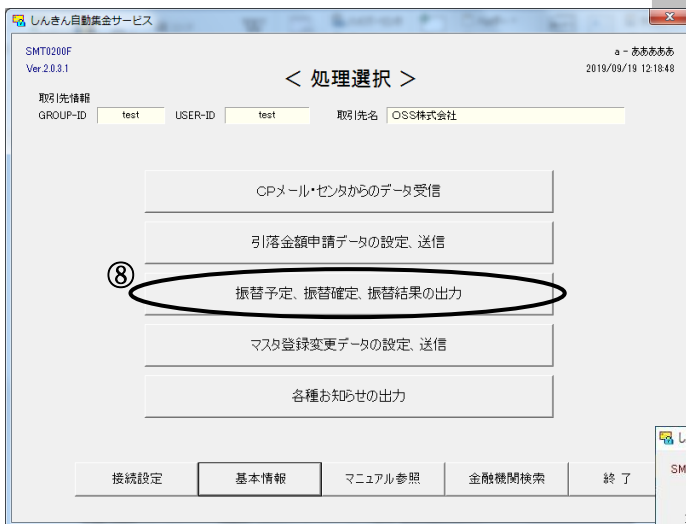 しんきん自動集金サービス
SMT0200F
a - あああああ
Ver.2.0.3.1
2019/09/19 12:18:48
< 処理選択 >
取引先情報
GROUP-ID test USER-ID test 取引先名 OSS株式会社
CPメール・センタからのデータ受信
引落金額申請データの設定、送信
⑧
振替予定、振替確定、振替結果の出力
マスタ登録変更データの設定、送信
各種お知らせの出力
接続設定 基本情報 マニュアル参照 金融機関検索 終了
し
SM